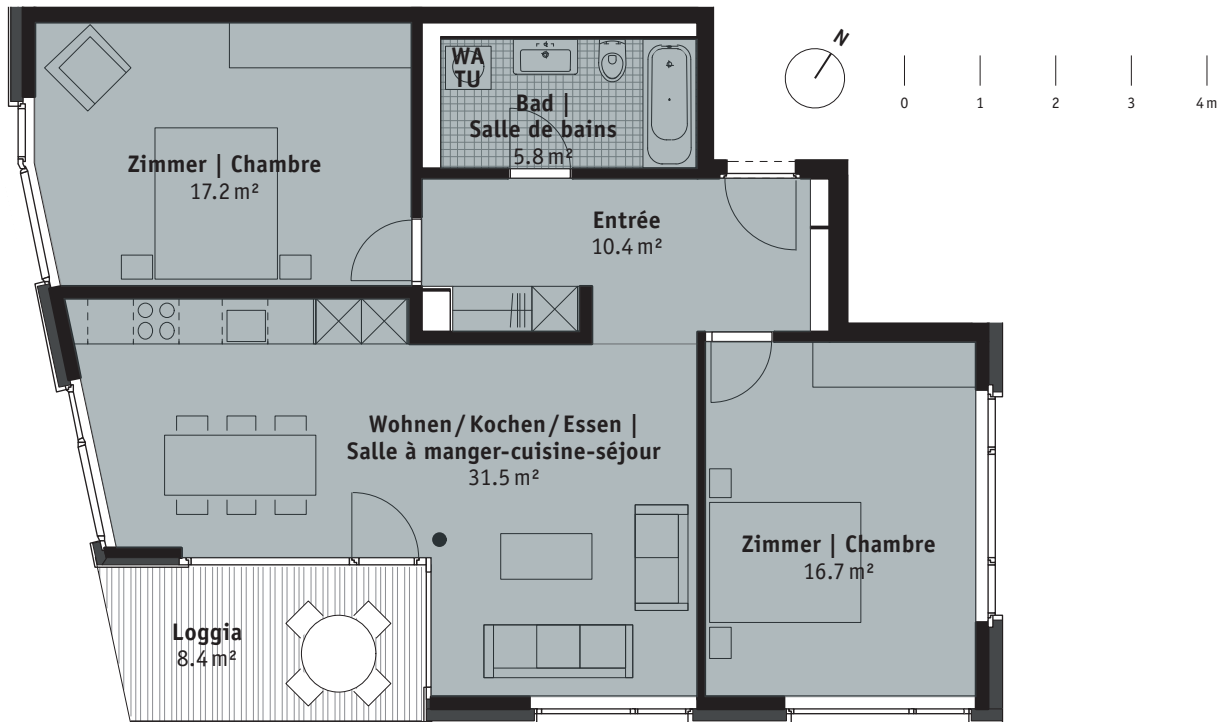 WA
TU
Bad |
Salle de bains
5.8 m²
N
0 1 2 3 4 m
Zimmer | Chambre
17.2 m²
Entrée
10.4 m²
Wohnen / Kochen / Essen |
Salle à manger-cuisine-séjour
31.5 m²
Zimmer | Chambre
16.7 m²
Loggia
8.4 m²